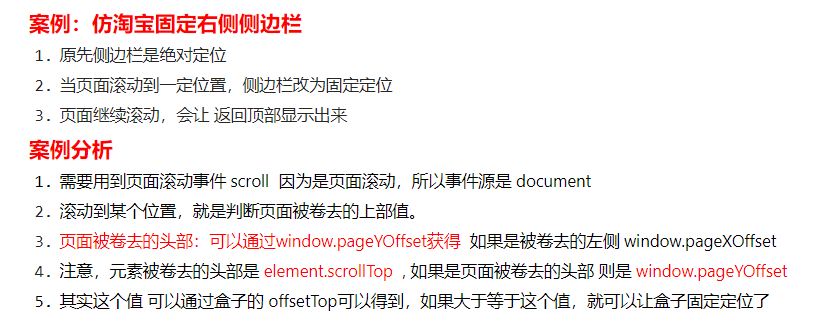 案例：仿淘宝固定右侧侧边栏
1. 原先侧边栏是绝对定位
2. 当页面滚动到一定位置，侧边栏改为固定定位
3. 页面继续滚动，会让 返回顶部显示出来
案例分析
1. 需要用到页面滚动事件 scroll 因为是页面滚动，所以事件源是 document
2. 滚动到某个位置，就是判断页面被卷去的上部值。
3. 页面被卷去的头部：可以通过window.pageYOffset获得 如果是被卷去的左侧 window.pageXOffset
4. 注意，元素被卷去的头部是 element.scrollTop , 如果是页面被卷去的头部 则是 window.pageYOffset
5. 其实这个值 可以通过盒子的 offsetTop可以得到，如果大于等于这个值，就可以让盒子固定定位了